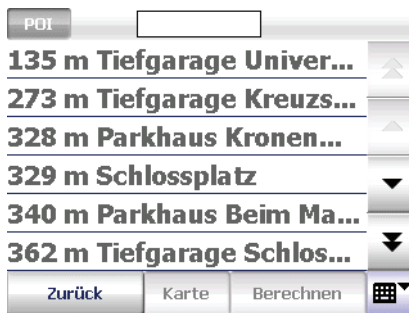 POI
135 m Tiefgarage Univer...
273 m Tiefgarage Kreuzs...
328 m Parkhaus Kronen...
329 m Schlossplatz
340 m Parkhaus Beim Ma...
362 m Tiefgarage Schlos...
Zurück Karte Berechnen